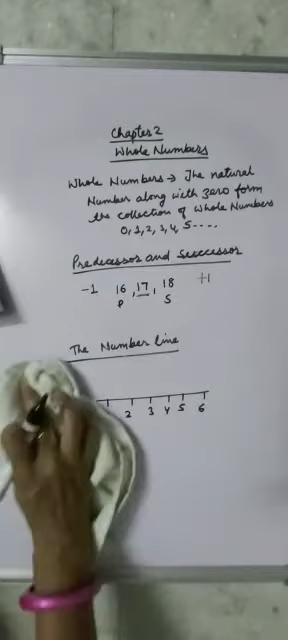 Chapter 2
Whole Numbers
Whole Numbers → The natural
Number along with zero form
the collection of Whole Numbers
0, 1, 2, 3, 4, 5 ....
Predecessor and Successor
-1 16, 17, 18 +1
P S
The Number line
2 3 4 5 6